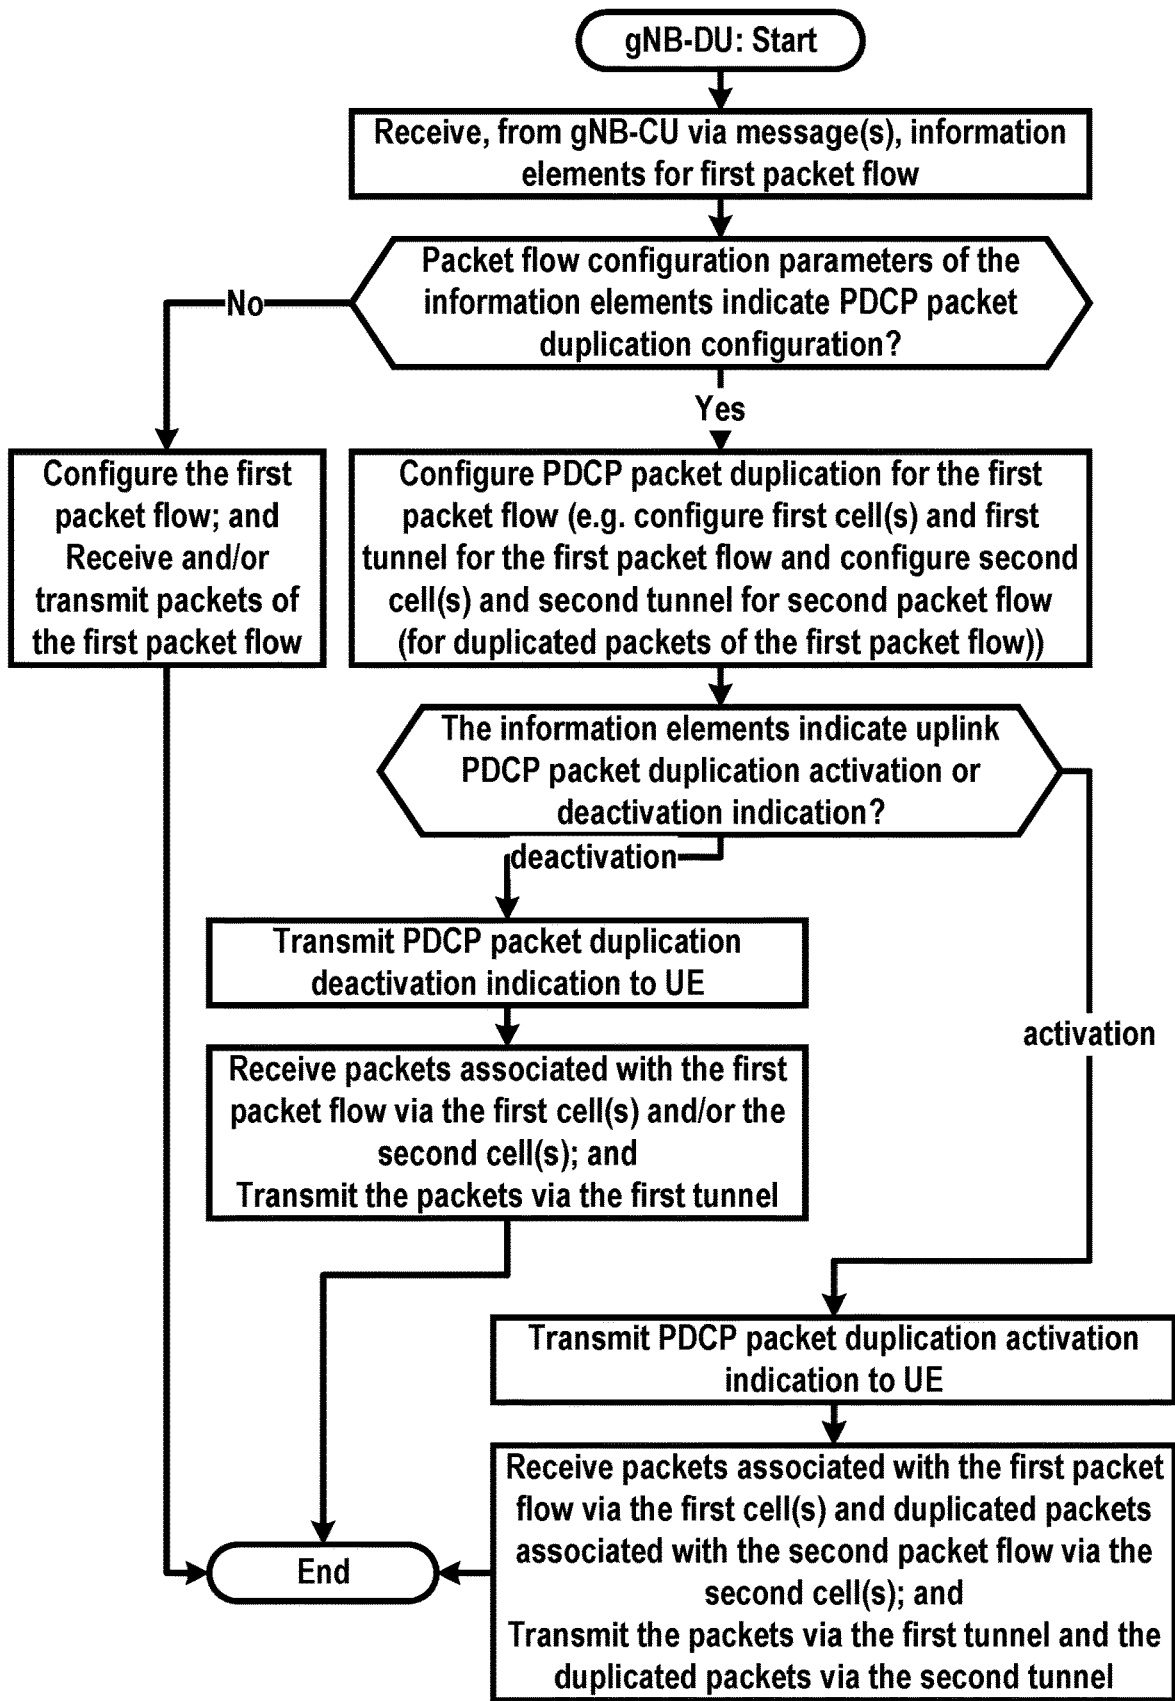 gNB-DU: Start
Receive, from gNB-CU via message(s), information
elements for first packet flow
Packet flow configuration parameters of the
information elements indicate PDCP packet
duplication configuration?
No
Yes
Configure the first
packet flow; and
Receive and/or
transmit packets of
the first packet flow
Configure PDCP packet duplication for the first
packet flow (e.g. configure first cell(s) and first
tunnel for the first packet flow and configure second
cell(s) and second tunnel for second packet flow
(for duplicated packets of the first packet flow))
The information elements indicate uplink
PDCP packet duplication activation or
deactivation indication?
deactivation
Transmit PDCP packet duplication
deactivation indication to UE
activation
Receive packets associated with the first
packet flow via the first cell(s) and/or the
second cell(s); and
Transmit the packets via the first tunnel
Transmit PDCP packet duplication activation
indication to UE
Receive packets associated with the first packet
flow via the first cell(s) and duplicated packets
associated with the second packet flow via the
second cell(s); and
Transmit the packets via the first tunnel and the
duplicated packets via the second tunnel
End